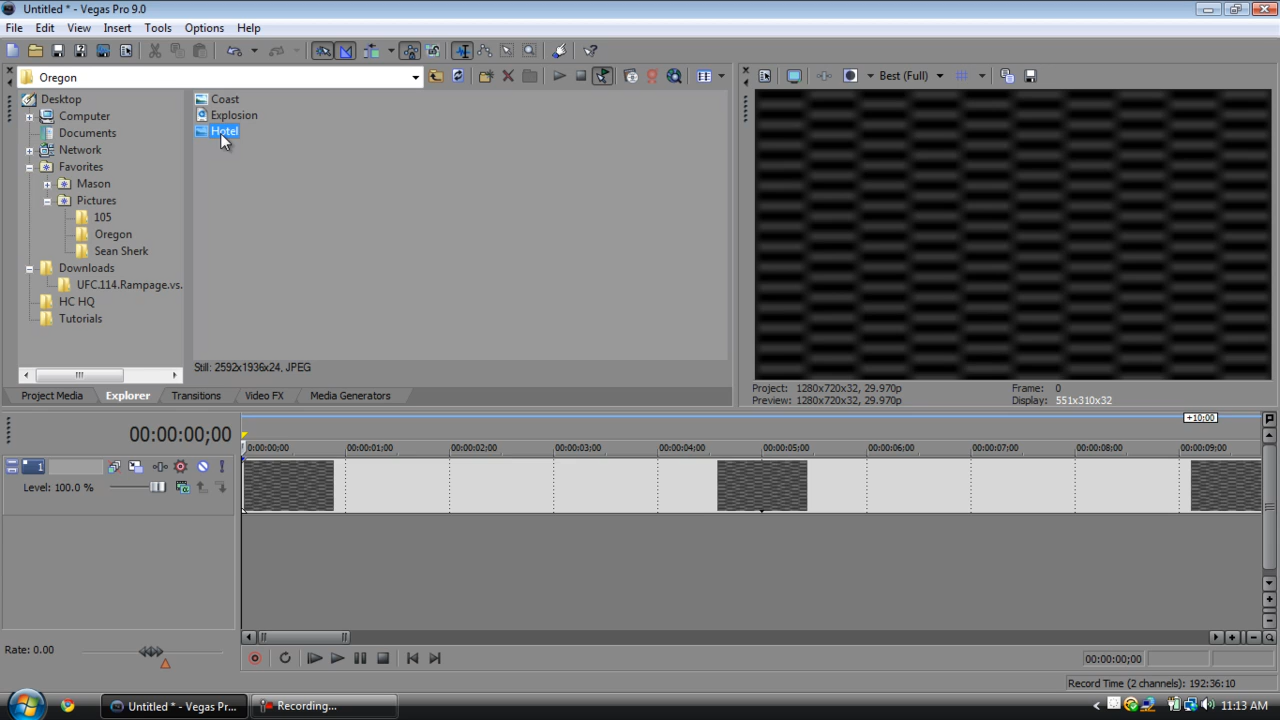 Untitled * - Vegas Pro 9.0
File Edit View Insert Tools Options Help
Oregon
Best (Full)
Desktop
Computer
Documents
Network
Favorites
Mason
Pictures
105
Oregon
Sean Sherk
Downloads
UFC.114.Rampage.vs.
HC HQ
Tutorials
Coast
Explosion
Hotel
Still: 2592x1936x24, JPEG
Project Media Explorer Transitions Video FX Media Generators
Project: 1280x720x32, 29.970p Frame: 0
Preview: 1280x720x32, 29.970p Display: 551x310x32
+10;00
00:00:00;00
0:00:00;00 00:00:01;00 00:00:02;00 00:00:03;00 00:00:04;00 00:00:05;00 00:00:06;00 00:00:07;00 00:00:08;00 00:00:09;00
1
Level: 100.0 %
Rate: 0.00
00:00:00;00
Record Time (2 channels): 192:36:10
Untitled * - Vegas Pr... Recording... 11:13 AM